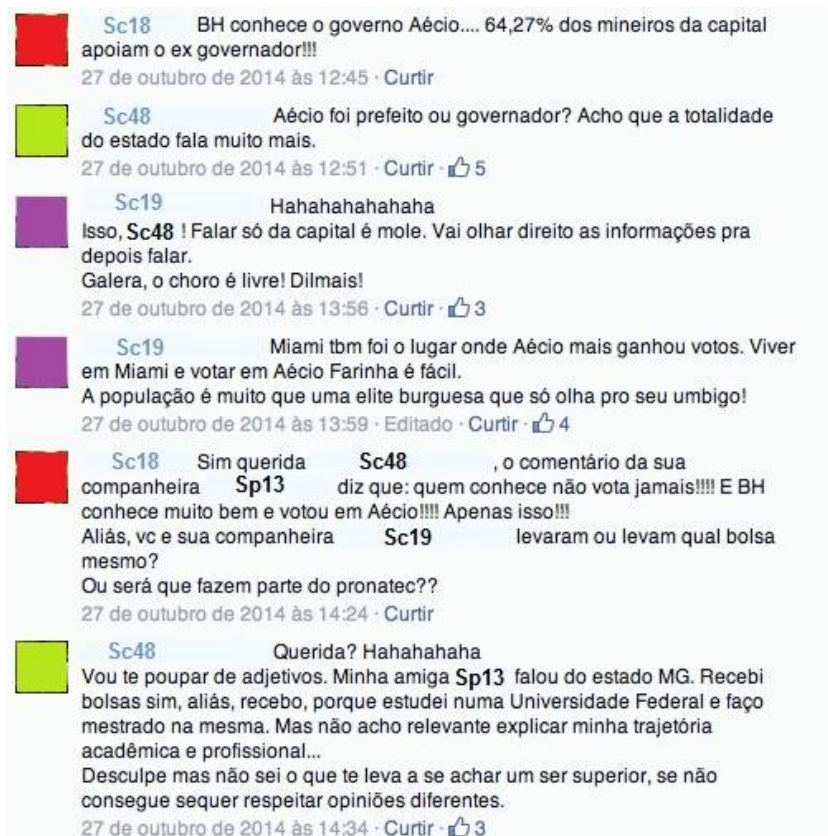 Sc18 BH conhece o governo Aécio.... 64,27% dos mineiros da capital
apoiam o ex governador!!!
27 de outubro de 2014 às 12:45 · Curtir
Sc48 Aécio foi prefeito ou governador? Acho que a totalidade
do estado fala muito mais.
27 de outubro de 2014 às 12:51 · Curtir · 5
Sc19 Hahahahahahaha
Isso, Sc48 ! Falar só da capital é mole. Vai olhar direito as informações pra
depois falar.
Galera, o choro é livre! Dilmais!
27 de outubro de 2014 às 13:56 · Curtir · 3
Sc19 Miami tbm foi o lugar onde Aécio mais ganhou votos. Viver
em Miami e votar em Aécio Farinha é fácil.
A população é muito que uma elite burguesa que só olha pro seu umbigo!
27 de outubro de 2014 às 13:59 · Editado · Curtir · 4
Sc18 Sim querida Sc48 , o comentário da sua
companheira Sp13 diz que: quem conhece não vota jamais!!!! E BH
conhece muito bem e votou em Aécio!!!! Apenas isso!!!
Aliás, vc e sua companheira Sc19 levaram ou levam qual bolsa
mesmo?
Ou será que fazem parte do pronatec??
27 de outubro de 2014 às 14:24 · Curtir
Sc48 Querida? Hahahahaha
Vou te poupar de adjetivos. Minha amiga Sp13 falou do estado MG. Recebi
bolsas sim, aliás, recebo, porque estudei numa Universidade Federal e faço
mestrado na mesma. Mas não acho relevante explicar minha trajetória
acadêmica e profissional...
Desculpe mas não sei o que te leva a se achar um ser superior, se não
consegue sequer respeitar opiniões diferentes.
27 de outubro de 2014 às 14:34 · Curtir · 3